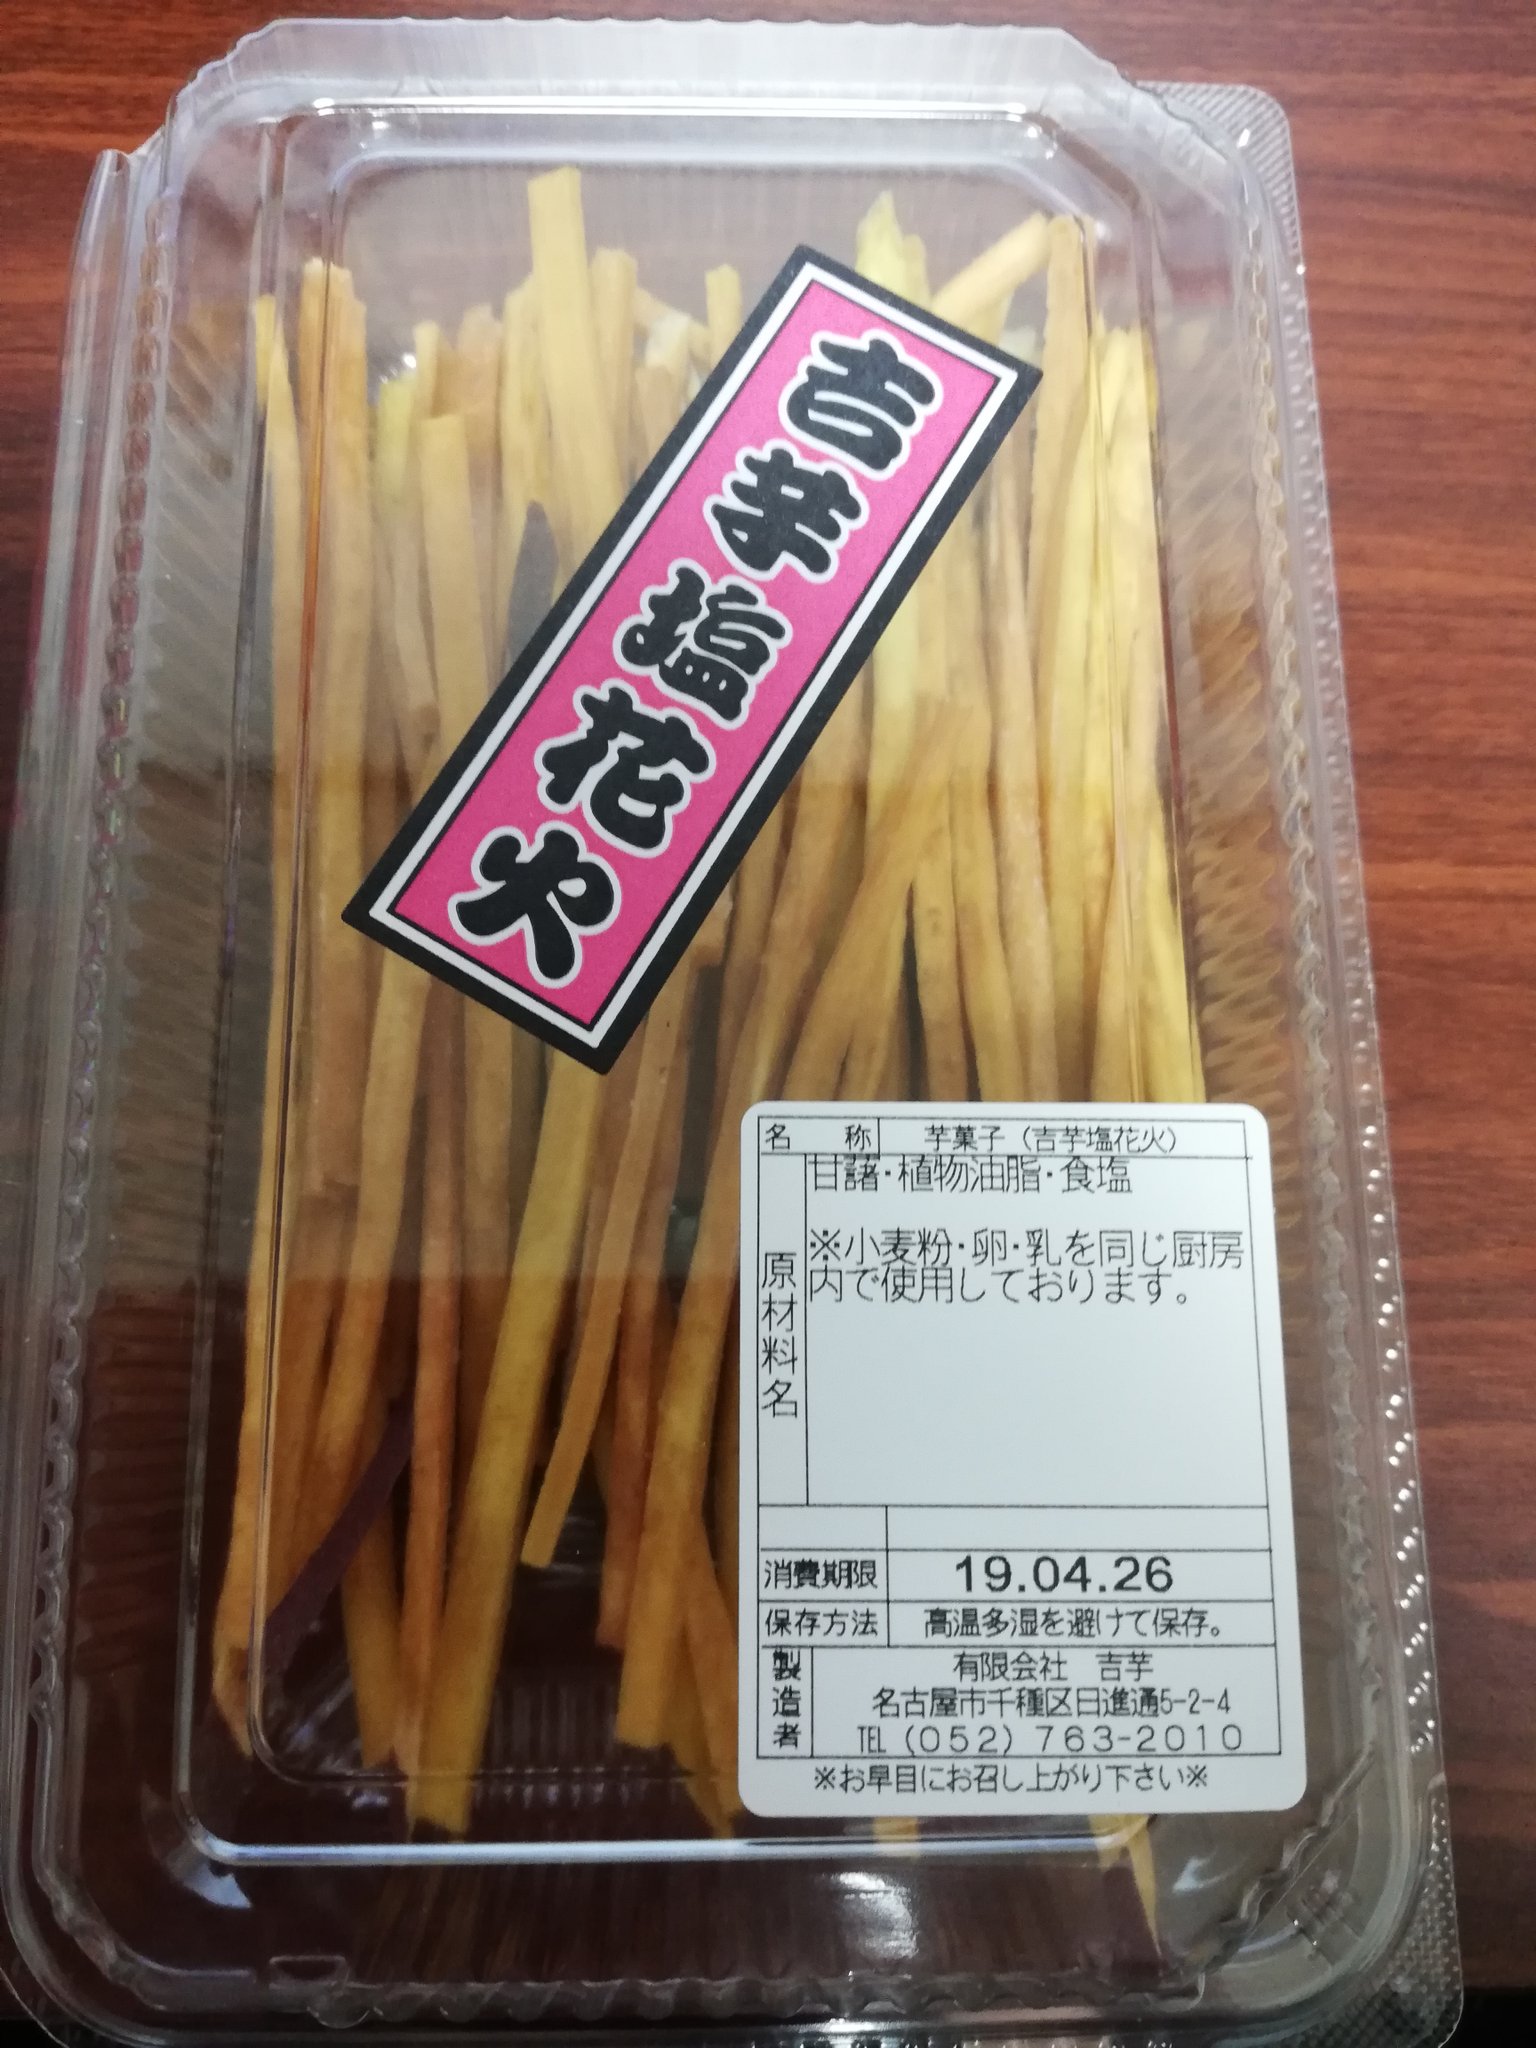 吉芋塩花火
名 称 芋菓子（吉芋塩花火）
原材料名
甘藷・植物油脂・食塩
※小麦粉・卵・乳を同じ厨房
内で使用しております。
消費期限 19.04.26
保存方法 高温多湿を避けて保存。
製造者
有限会社 吉芋
名古屋市千種区日進通5-2-4
TEL（052）763-2010
※お早目にお召し上がり下さい※